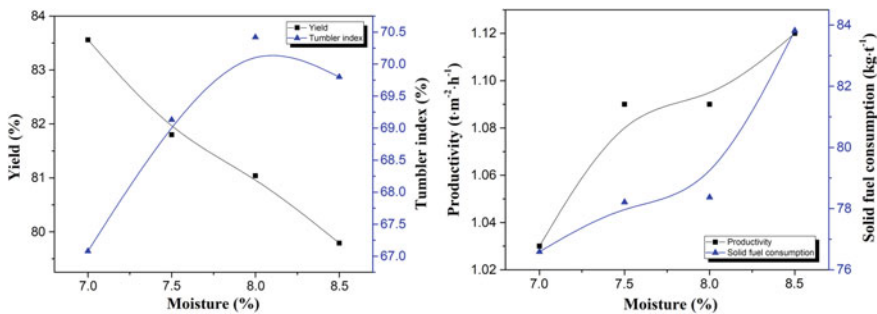 84
83
82
81
80
Yield (%)
7.0 7.5 8.0 8.5
Moisture (%)
70.5
70.0
69.5
69.0
68.5
68.0
67.5
67.0
Tumbler index (%)
Yield
Tumbler index
1.12
1.10
1.08
1.06
1.04
1.02
Productivity (t·m⁻²·h⁻¹)
7.0 7.5 8.0 8.5
Moisture (%)
84
82
80
78
76
Solid fuel consumption (kg·t⁻¹)
Productivity
Solid fuel consumption